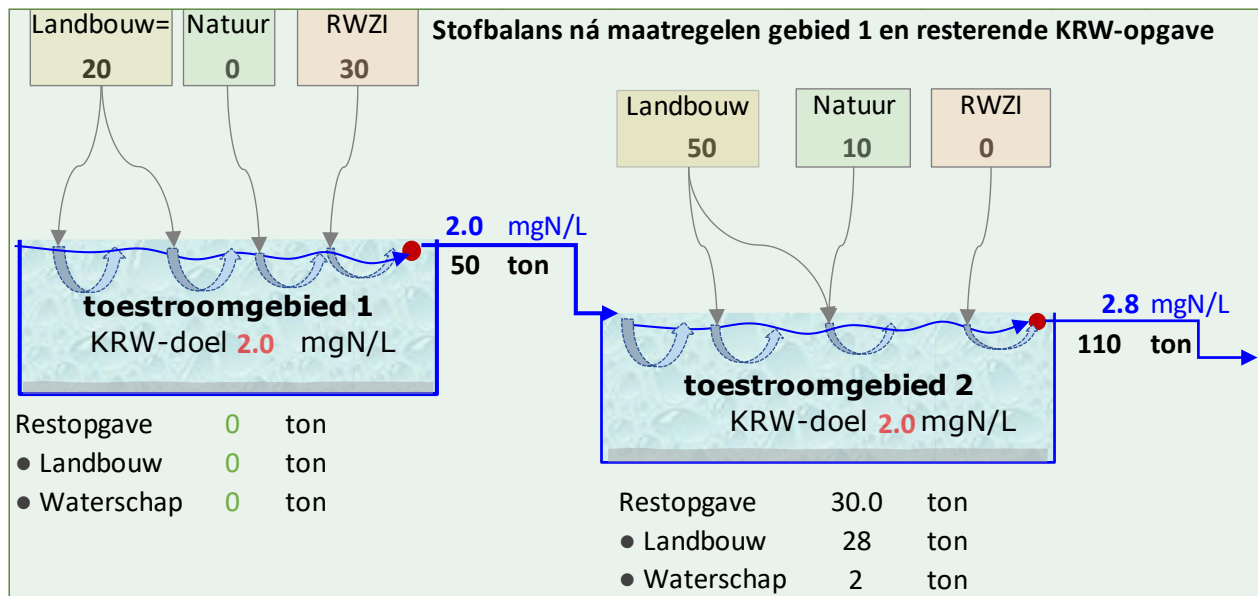 Stofbalans ná maatregelen gebied 1 en resterende KRW-opgave
Landbouw=
20
Natuur
0
RWZI
30
Landbouw
50
Natuur
10
RWZI
0
2.0 mgN/L
50 ton
toestroomgebied 1
KRW-doel 2.0 mgN/L
2.8 mgN/L
110 ton
toestroomgebied 2
KRW-doel 2.0 mgN/L
Restopgave 0 ton
● Landbouw 0 ton
● Waterschap 0 ton
Restopgave 30.0 ton
● Landbouw 28 ton
● Waterschap 2 ton